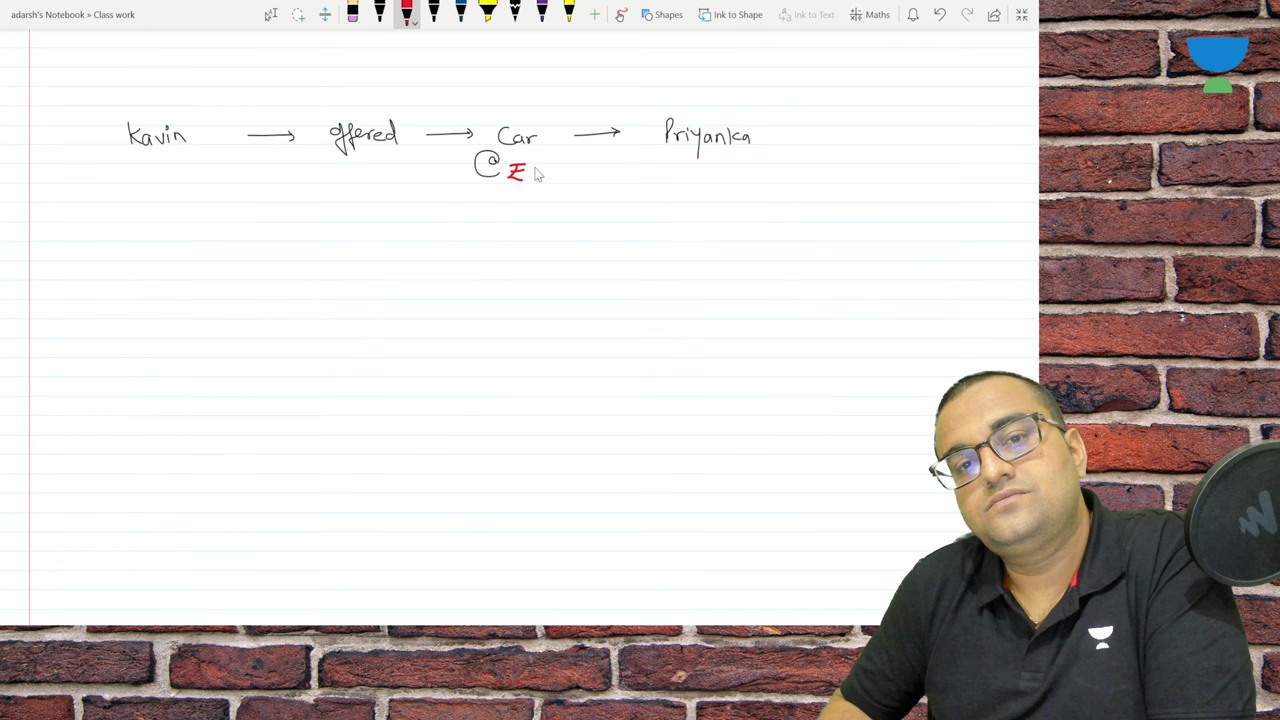 adarsh's Notebook > Class work
Shapes Ink to Shape Ink to Text Maths
Kavin → offered → Car → Priyanka
@